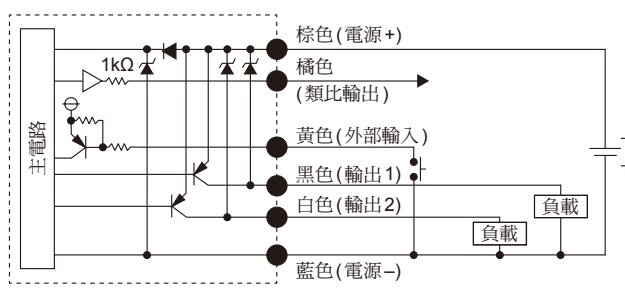 棕色(電源+)
1kΩ
橘色
(類比輸出)
黃色(外部輸入)
主電路
黑色(輸出1)
負載
白色(輸出2)
負載
藍色(電源–)